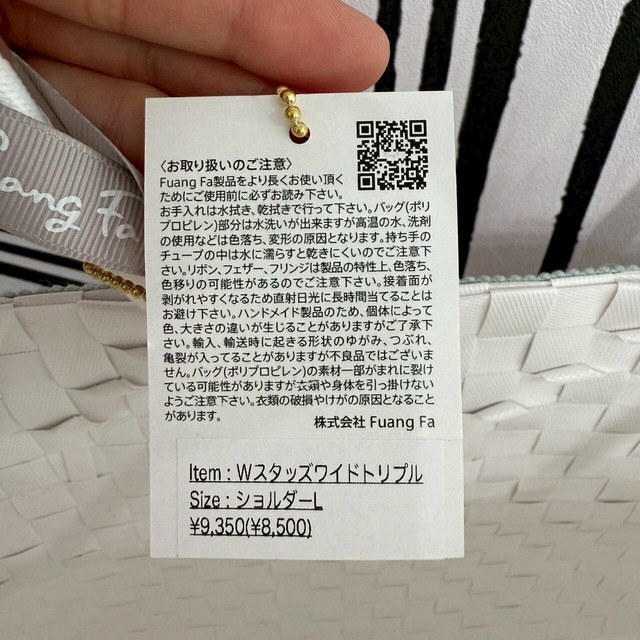 Fuang Fa
〈お取り扱いのご注意〉
Fuang Fa製品をより長くお使い頂く
ためにご使用前に必ずお読み下さい。
お手入れは水拭き、乾拭きで行って下さい。バッグ(ポリ
プロピレン)部分は水洗いが出来ますが高温の水、洗剤
の使用などは色落ち、変形の原因となります。持ち手の
チューブの中は水に濡らすと乾きにくいのでご注意下
さい。リボン、フェザー、フリンジは製品の特性上、色落ち、
色移りの可能性があるのでご注意下さい。接着面が
剥がれやすくなるため直射日光に長時間当てることは
お避け下さい。ハンドメイド製品のため、個体によって
色、大きさの違いが生じることがありますがご了承下
さい。輸入、輸送時に起きる形状のゆがみ、つぶれ、
亀裂が入ってることがありますが不良品ではございま
せん。バッグ(ポリプロピレン)の素材一部がまれに裂け
ている可能性がありますが衣類や身体を引っ掛けない
ようご注意下さい。衣類の破損やけがの原因となること
があります。
株式会社 Fuang Fa
Item : Wスタッズワイドトリプル
Size : ショルダーL
¥9,350(¥8,500)